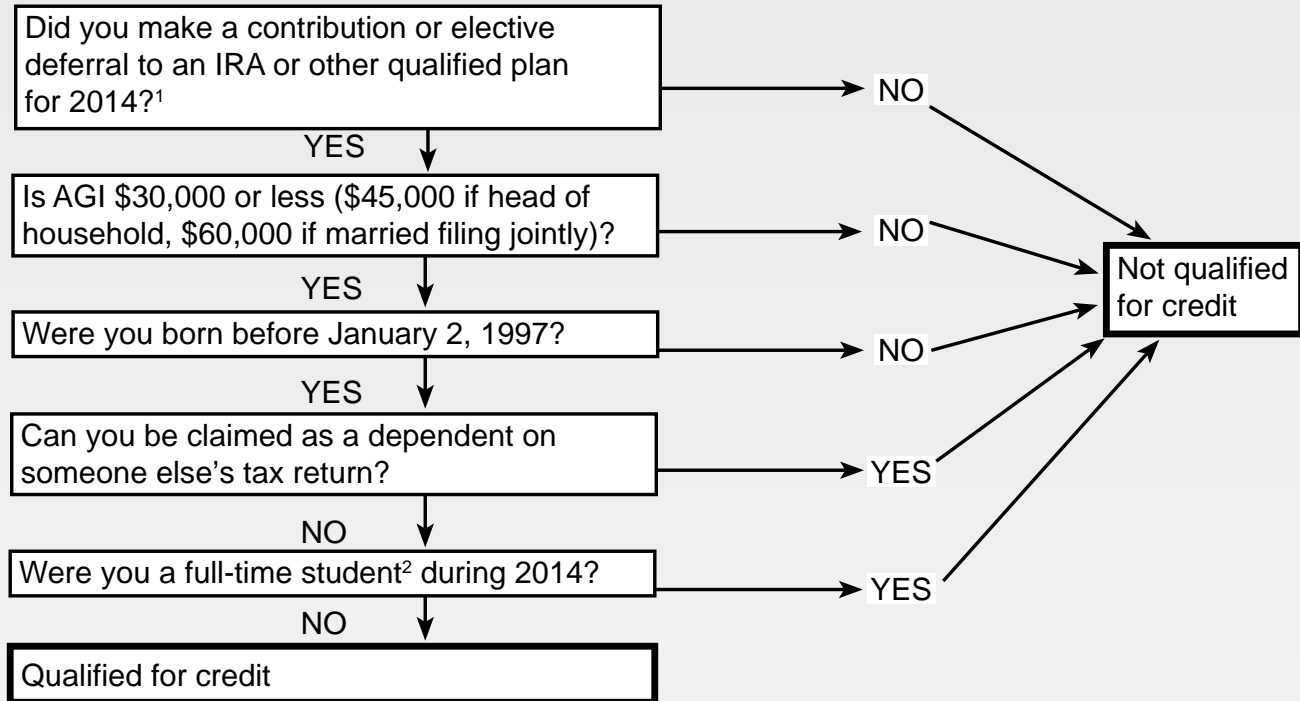 Did you make a contribution or elective
deferral to an IRA or other qualified plan
for 2014?¹
NO
YES
Is AGI $30,000 or less ($45,000 if head of
household, $60,000 if married filing jointly)?
NO
Not qualified
for credit
YES
Were you born before January 2, 1997?
NO
YES
Can you be claimed as a dependent on
someone else’s tax return?
YES
NO
Were you a full-time student² during 2014?
YES
NO
Qualified for credit